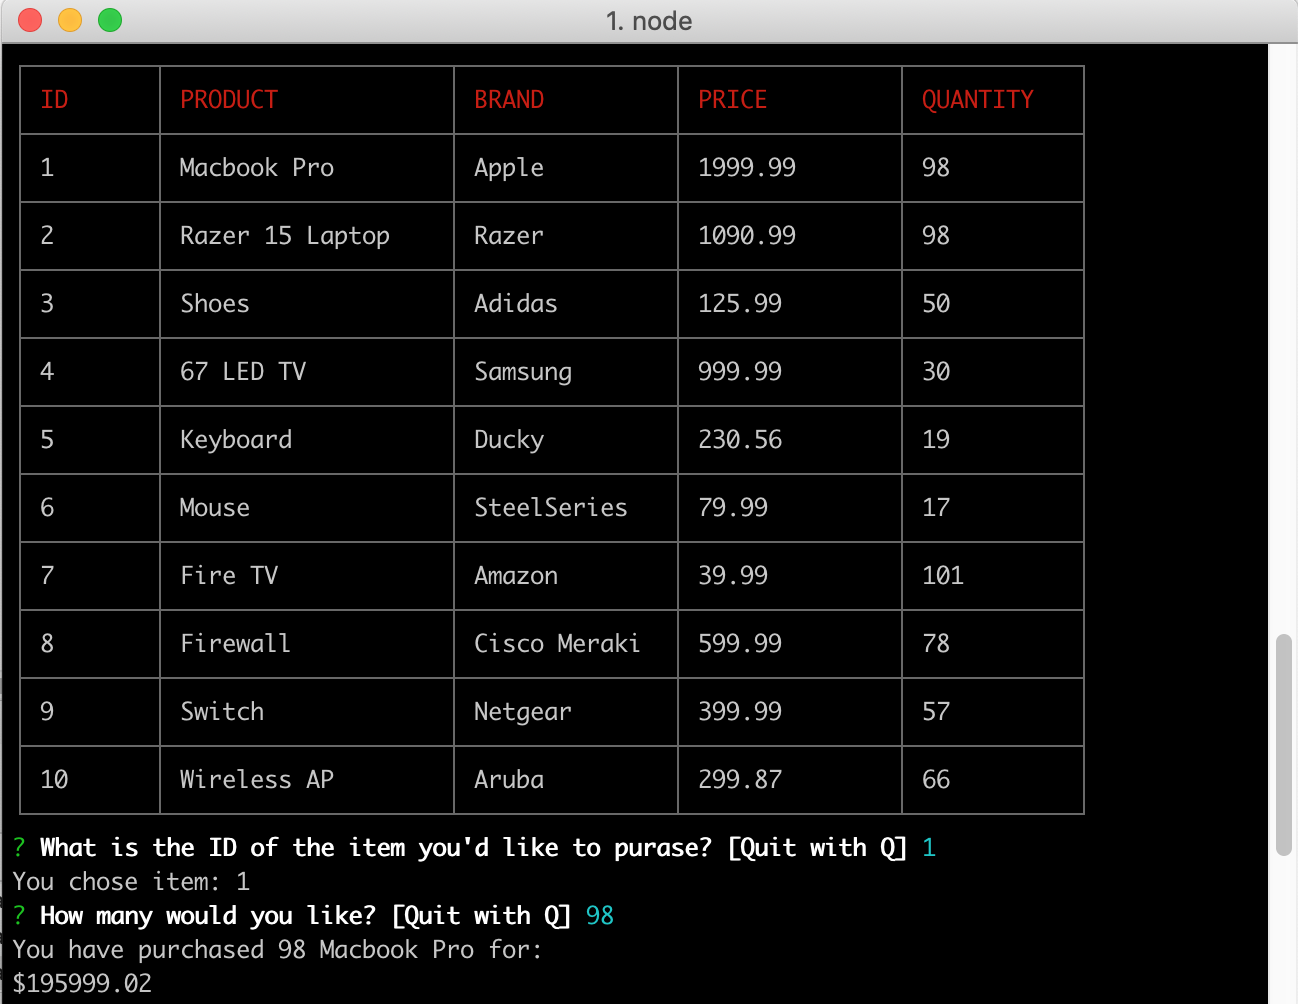 1. node
ID PRODUCT BRAND PRICE QUANTITY
1 Macbook Pro Apple 1999.99 98
2 Razer 15 Laptop Razer 1090.99 98
3 Shoes Adidas 125.99 50
4 67 LED TV Samsung 999.99 30
5 Keyboard Ducky 230.56 19
6 Mouse SteelSeries 79.99 17
7 Fire TV Amazon 39.99 101
8 Firewall Cisco Meraki 599.99 78
9 Switch Netgear 399.99 57
10 Wireless AP Aruba 299.87 66
? What is the ID of the item you'd like to purase? [Quit with Q] 1
You chose item: 1
? How many would you like? [Quit with Q] 98
You have purchased 98 Macbook Pro for:
$195999.02